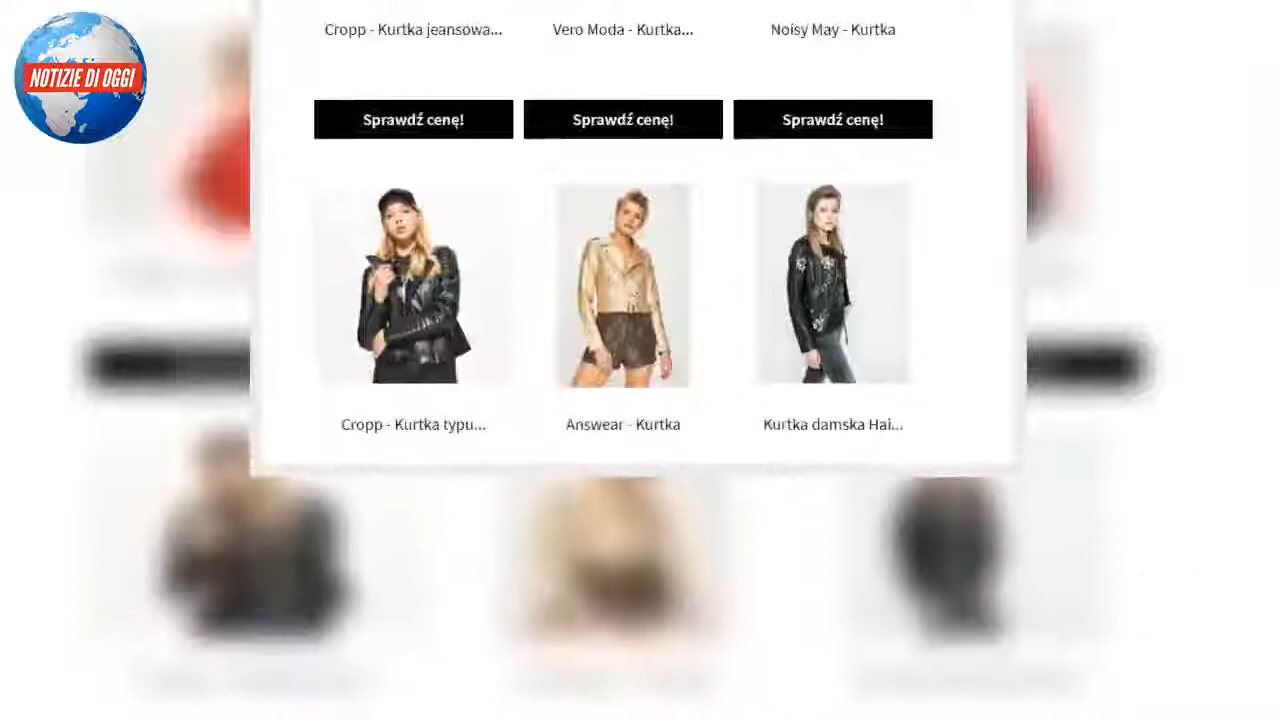 NOTIZIE DI OGGI
Cropp - Kurtka jeansowa...
Vero Moda - Kurtka...
Noisy May - Kurtka
Sprawdź cenę!
Sprawdź cenę!
Sprawdź cenę!
Cropp - Kurtka typu...
Answear - Kurtka
Kurtka damska Hai...